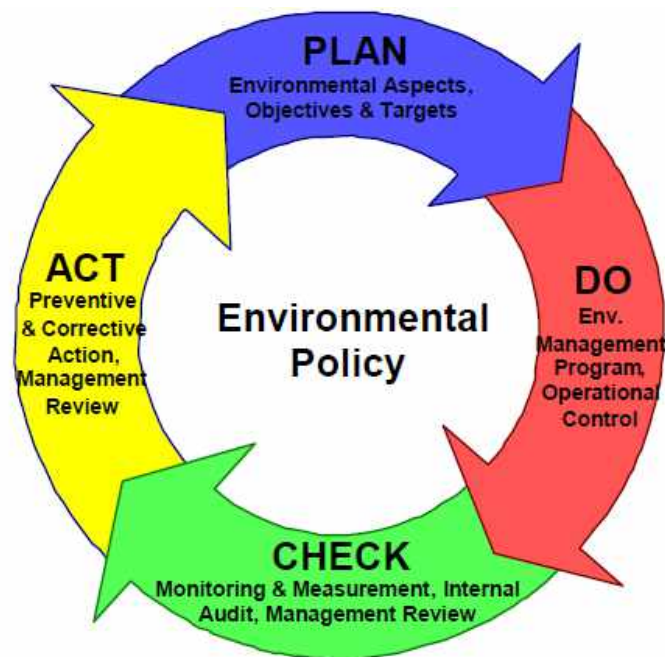 PLAN
Environmental Aspects,
Objectives & Targets
DO
Env.
Management
Program,
Operational
Control
CHECK
Monitoring & Measurement, Internal
Audit, Management Review
ACT
Preventive
& Corrective
Action,
Management
Review
Environmental
Policy